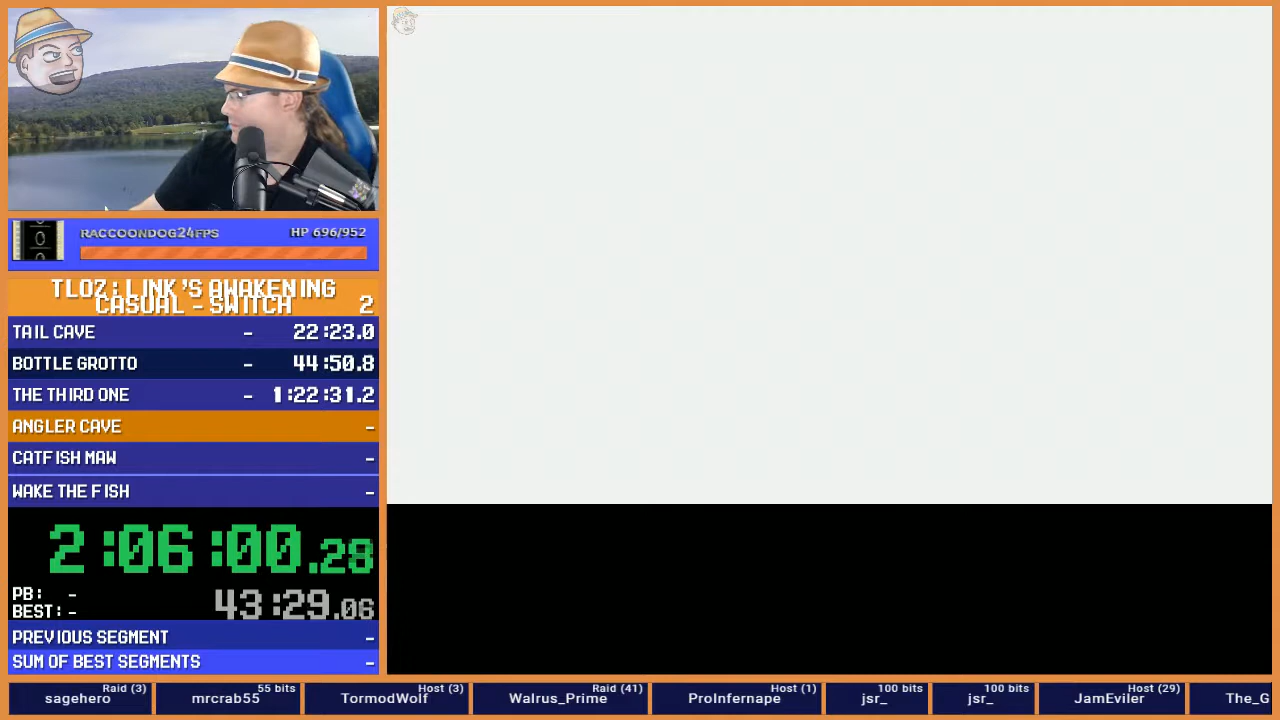 RACCOONDOG24FPS HP 696/952
TLOZ: LINK'S AWAKENING
CASUAL - SWITCH 2
TAIL CAVE - 22:23.0
BOTTLE GROTTO - 44:50.8
THE THIRD ONE - 1:22:31.2
ANGLER CAVE -
CATFISH MAW -
WAKE THE FISH -
2:06:00.28
PB: -
BEST: -
43:29.06
PREVIOUS SEGMENT -
SUM OF BEST SEGMENTS -
Raid (3) 55 bits Host (3) Raid (41) Host (1) 100 bits 100 bits Host (29)
sagehero mrcrab55 TormodWolf Walrus_Prime ProInfernape jsr_ jsr_ JamEviler The_G